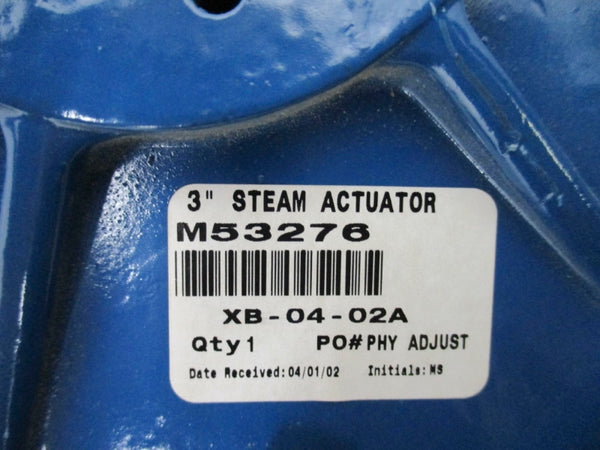 3" STEAM ACTUATOR
M53276
XB-04-02A
Qty1 PO#PHY ADJUST
Date Received:04/01/02 Initials:MS